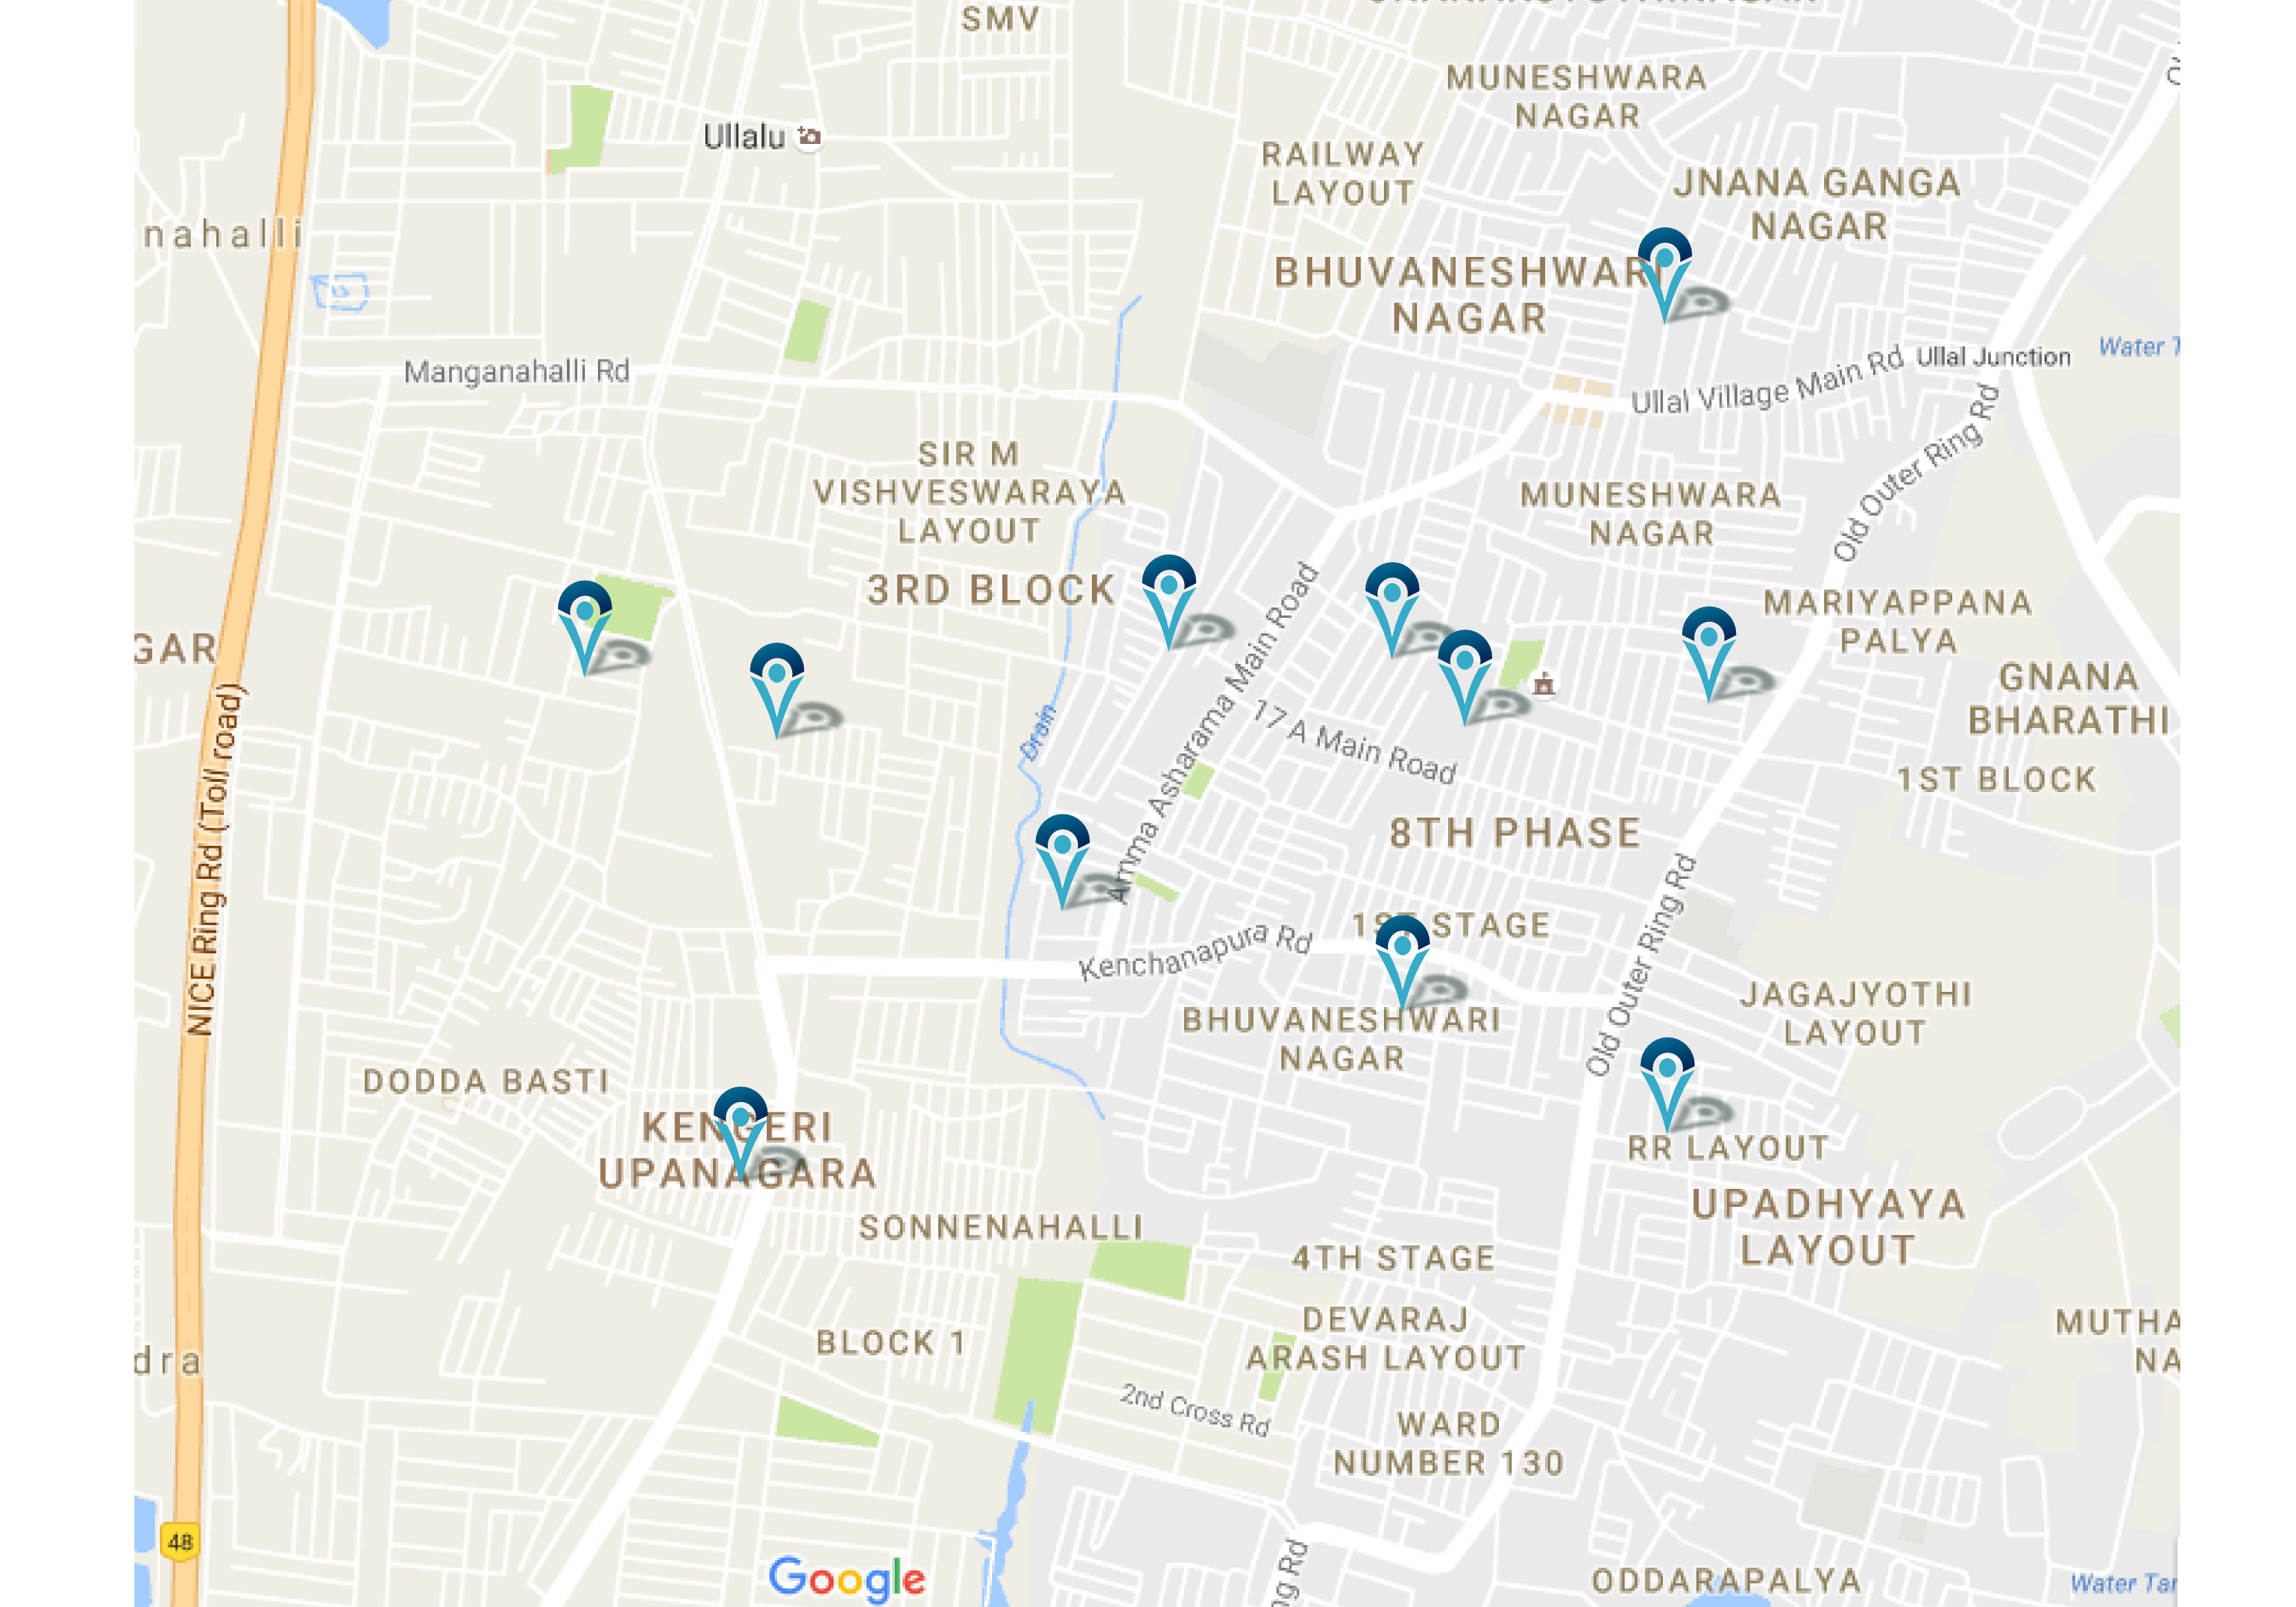 SMV
MUNESHWARA
NAGAR
Ullalu
RAILWAY
LAYOUT
JNANA GANGA
NAGAR
nahalli
BHUVANESHWARI
NAGAR
Manganahalli Rd
Ullal Village Main Rd
Ullal Junction
Water T
Old Outer Ring Rd
SIR M
VISHVESWARAYA
LAYOUT
MUNESHWARA
NAGAR
3RD BLOCK
MARIYAPPANA
PALYA
GAR
GNANA
BHARATHI
Drain
Amma Asharama Main Road
17 A Main Road
1ST BLOCK
NICE Ring Rd (Toll road)
8TH PHASE
1ST STAGE
Kenchanapura Rd
Old Outer Ring Rd
BHUVANESHWARI
NAGAR
JAGAJYOTHI
LAYOUT
DODDA BASTI
KENGERI
UPANAGARA
RR LAYOUT
UPADHYAYA
LAYOUT
SONNENAHALLI
4TH STAGE
BLOCK 1
DEVARAJ
ARASH LAYOUT
MUTHA
NA
dra
2nd Cross Rd
WARD
NUMBER 130
48
Google
ng Rd
ODDARAPALYA
Water Tar